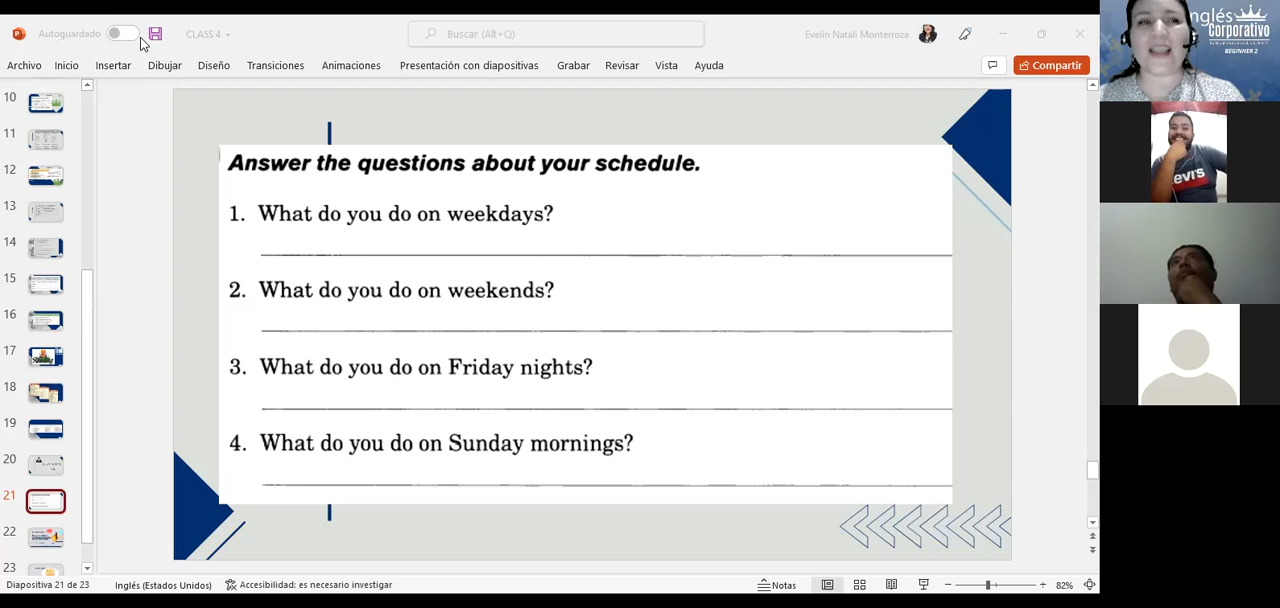 Autoguardado
CLASS 4
Buscar (Alt+Q)
Evelin Natali Monterroza
Archivo Inicio Insertar Dibujar Diseño Transiciones Animaciones Presentación con diapositivas Grabar Revisar Vista Ayuda
Compartir
10
11
12
13
14
15
16
17
18
19
20
21
22
23
Answer the questions about your schedule.
1. What do you do on weekdays?
2. What do you do on weekends?
3. What do you do on Friday nights?
4. What do you do on Sunday mornings?
Diapositiva 21 de 23 Inglés (Estados Unidos) Accesibilidad: es necesario investigar Notas 82%
Inglés
Corporativo
BEGINNER 2